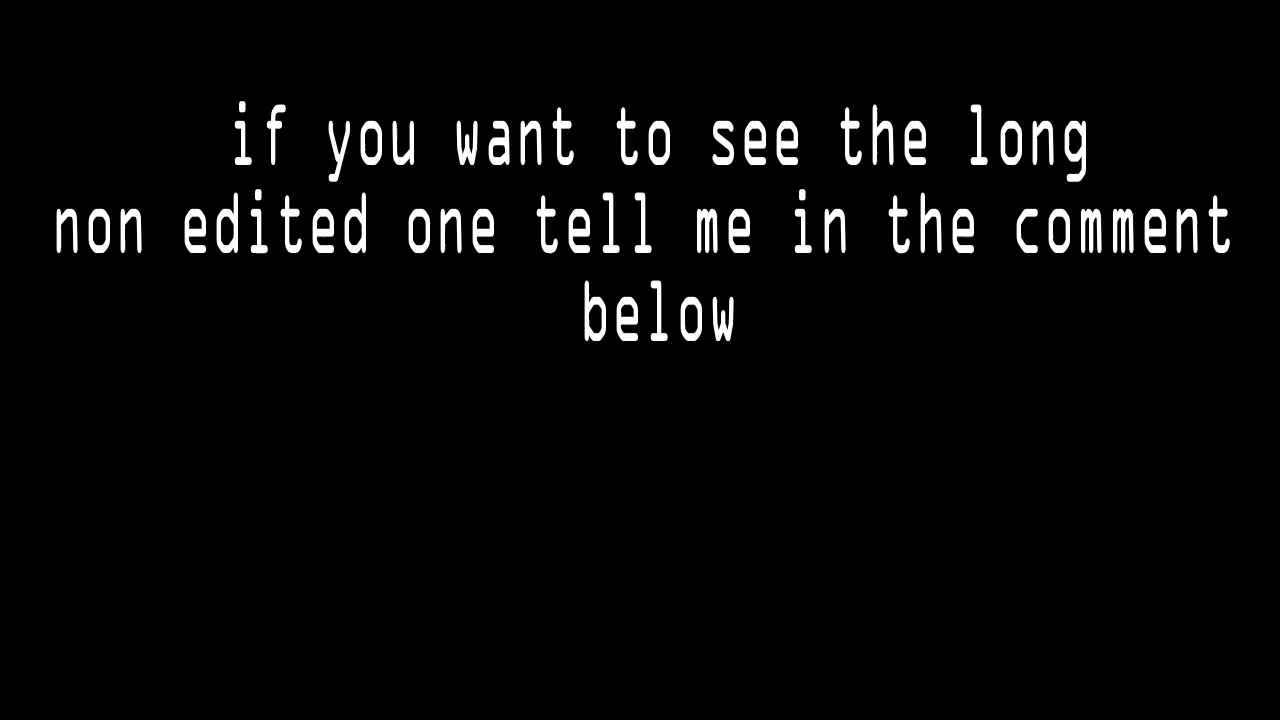 if you want to see the long
non edited one tell me in the comment
below